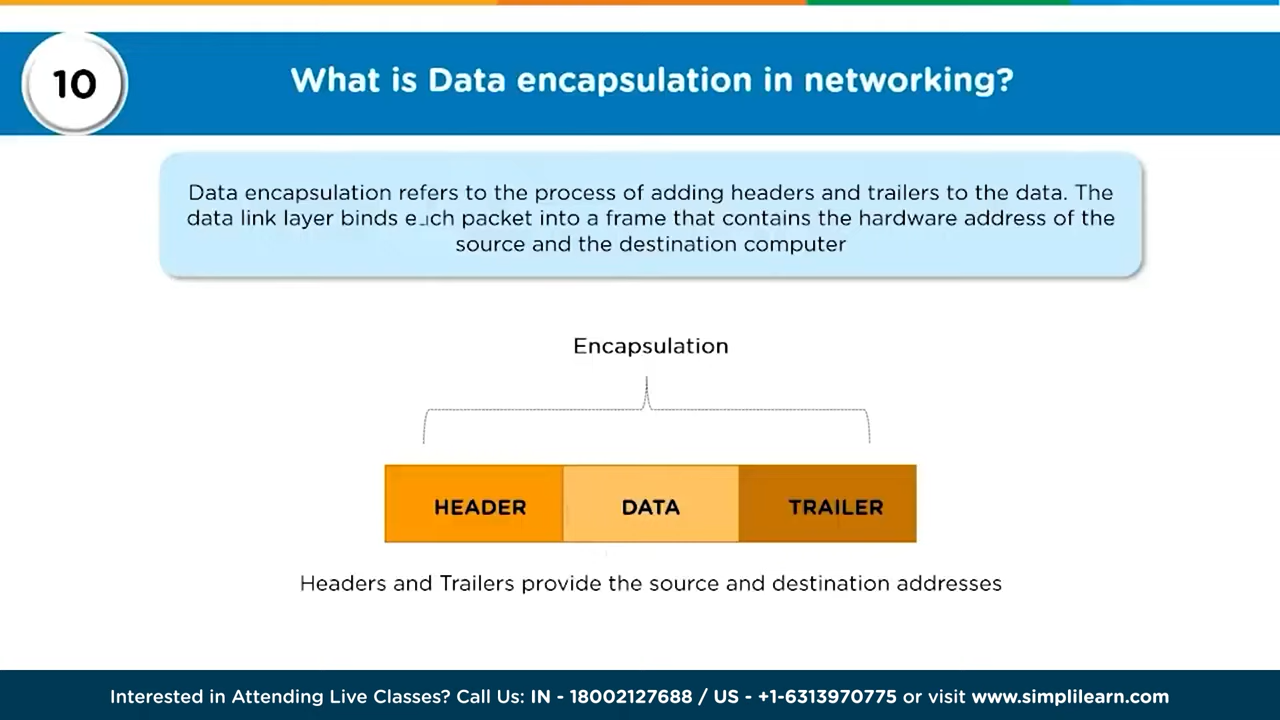 10
What is Data encapsulation in networking?
Data encapsulation refers to the process of adding headers and trailers to the data. The
data link layer binds each packet into a frame that contains the hardware address of the
source and the destination computer
Encapsulation
HEADER DATA TRAILER
Headers and Trailers provide the source and destination addresses
Interested in Attending Live Classes? Call Us: IN - 18002127688 / US - +1-6313970775 or visit www.simplilearn.com